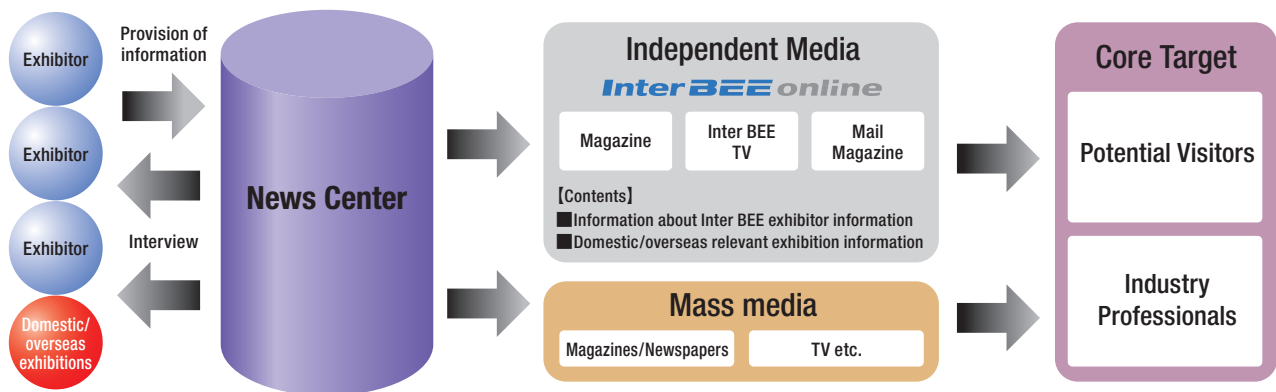 Exhibitor
Exhibitor
Exhibitor
Domestic/
overseas
exhibitions
Provision of
information
Interview
News Center
Independent Media
Inter BEE online
Magazine
Inter BEE
TV
Mail
Magazine
【Contents】
■Information about Inter BEE exhibitor information
■Domestic/overseas relevant exhibition information
Mass media
Magazines/Newspapers
TV etc.
Core Target
Potential Visitors
Industry
Professionals